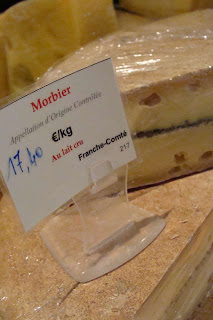 Morbier
Appellation d'Origine Contrôlée
€/kg
17,40
Au lait cru
Franche-Comté
217